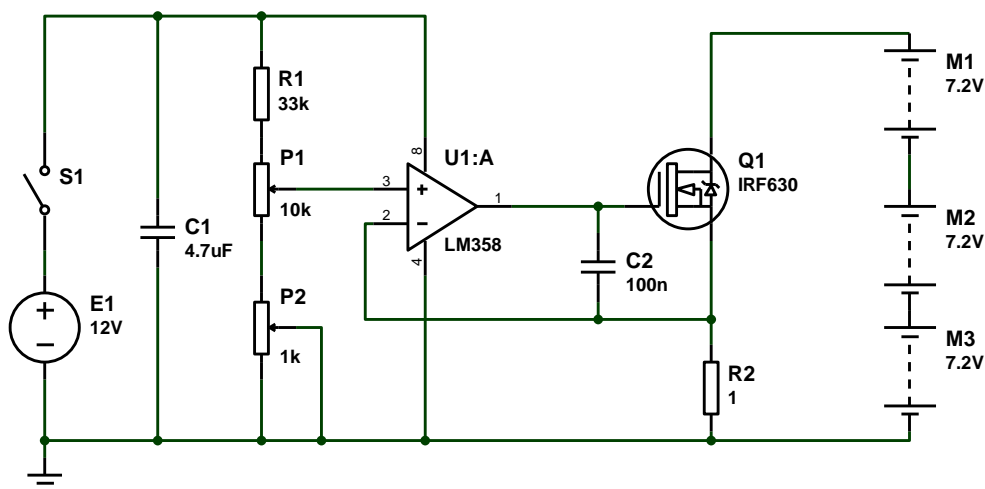 S1
E1
12V
C1
4.7uF
R1
33k
P1
10k
P2
1k
U1:A
8
3
2
1
4
+
−
LM358
C2
100n
Q1
IRF630
R2
1
M1
7.2V
M2
7.2V
M3
7.2V